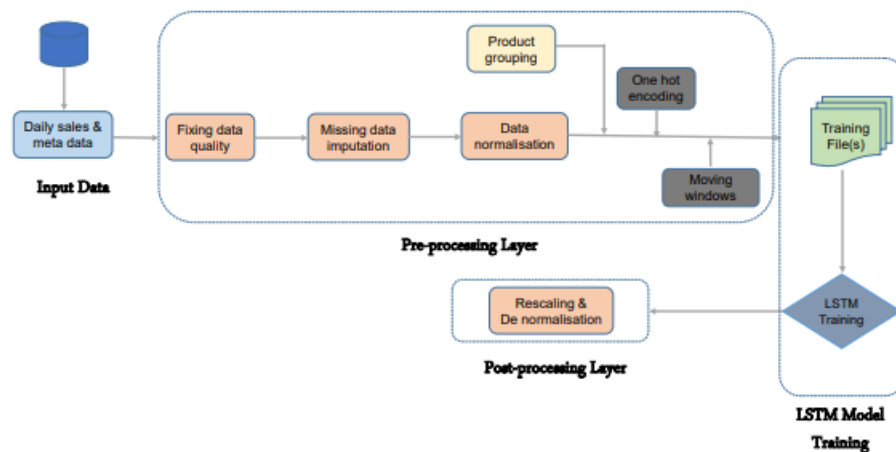 Daily sales &
meta data
Input Data
Fixing data
quality
Missing data
imputation
Data
normalisation
Product
grouping
One hot
encoding
Moving
windows
Pre-processing Layer
Training
File(s)
LSTM
Training
LSTM Model
Training
Rescaling &
De normalisation
Post-processing Layer